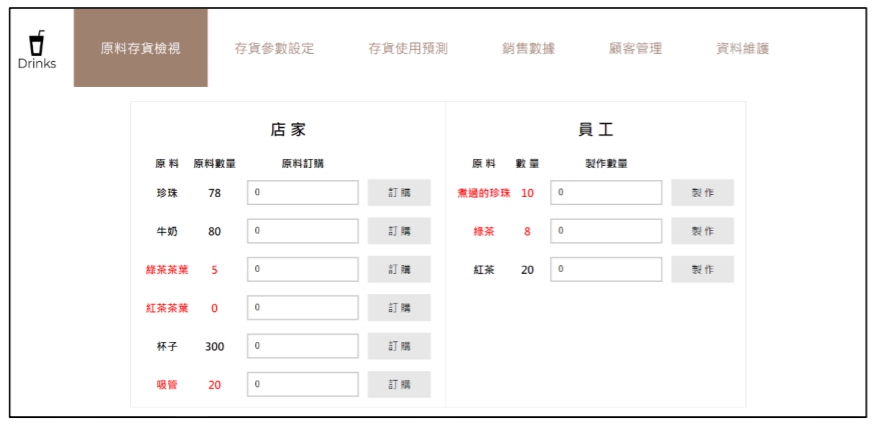 Drinks
原料存貨檢視 存貨參數設定 存貨使用預測 銷售數據 顧客管理 資料維護
店家
原料 原料數量 原料訂購
珍珠 78 0 訂購
牛奶 80 0 訂購
綠茶茶葉 5 0 訂購
紅茶茶葉 0 0 訂購
杯子 300 0 訂購
吸管 20 0 訂購
員工
原料 數量 製作數量
煮過的珍珠 10 0 製作
綠茶 8 0 製作
紅茶 20 0 製作